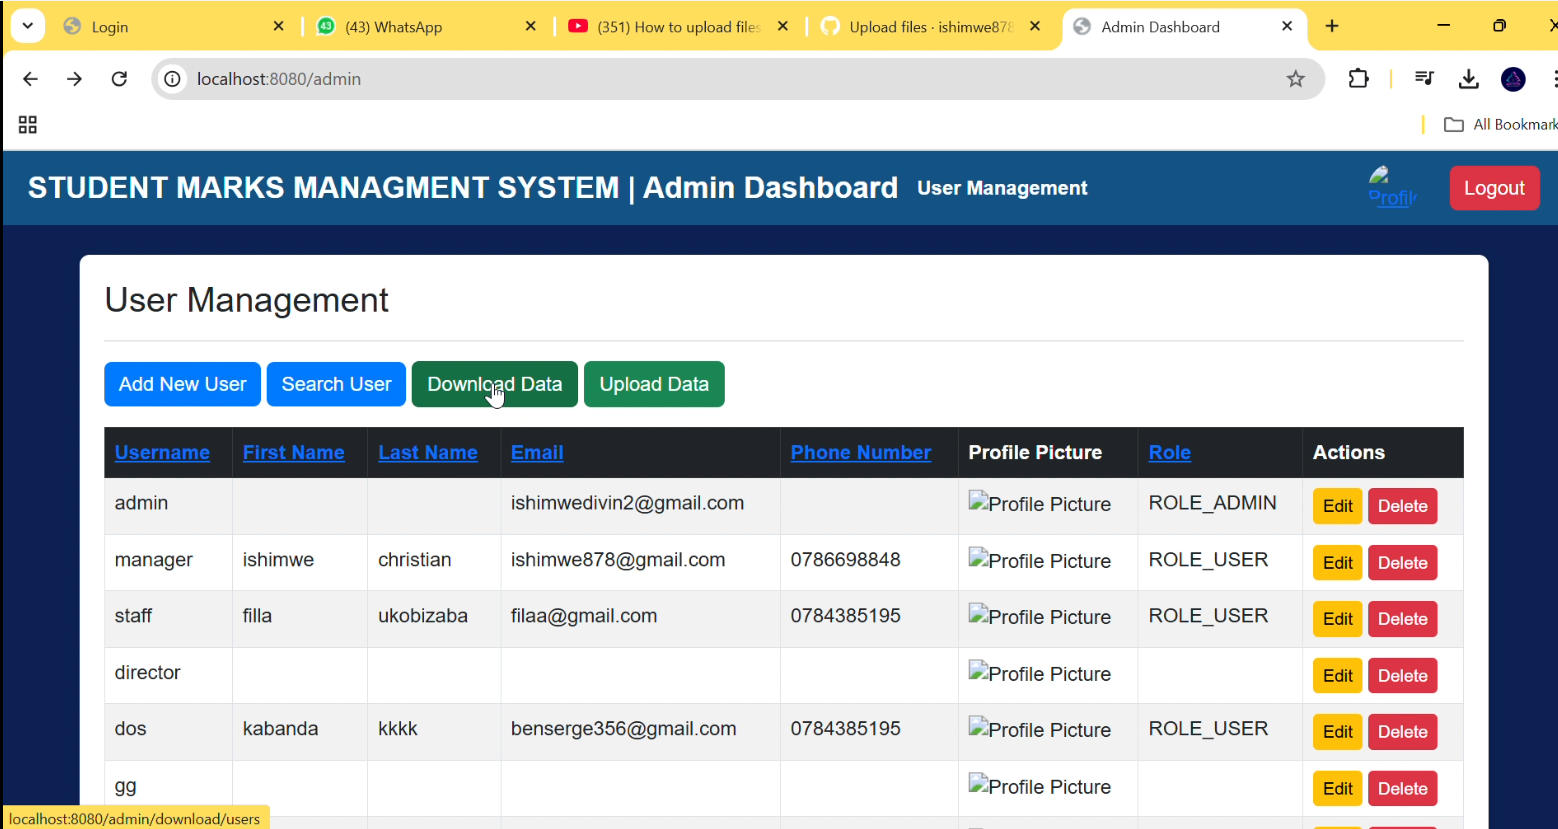 Login
(43) WhatsApp
(351) How to upload files
Upload files · ishimwe878
Admin Dashboard
localhost:8080/admin
All Bookmark
STUDENT MARKS MANAGMENT SYSTEM | Admin Dashboard User Management
Profil
Logout
User Management
Add New User Search User Download Data Upload Data
Username First Name Last Name Email Phone Number Profile Picture Role Actions
admin ishimwedivin2@gmail.com Profile Picture ROLE_ADMIN Edit Delete
manager ishimwe christian ishimwe878@gmail.com 0786698848 Profile Picture ROLE_USER Edit Delete
staff filla ukobizaba filaa@gmail.com 0784385195 Profile Picture ROLE_USER Edit Delete
director Profile Picture Edit Delete
dos kabanda kkkk benserge356@gmail.com 0784385195 Profile Picture ROLE_USER Edit Delete
gg Profile Picture Edit Delete
localhost:8080/admin/download/users